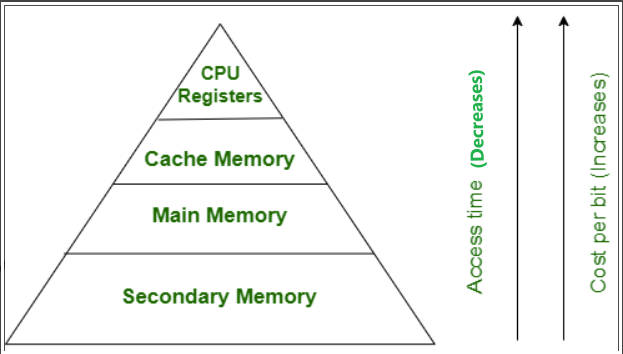 CPU
Registers
Cache Memory
Main Memory
Secondary Memory
Access time (Decreases)
Cost per bit (Increases)